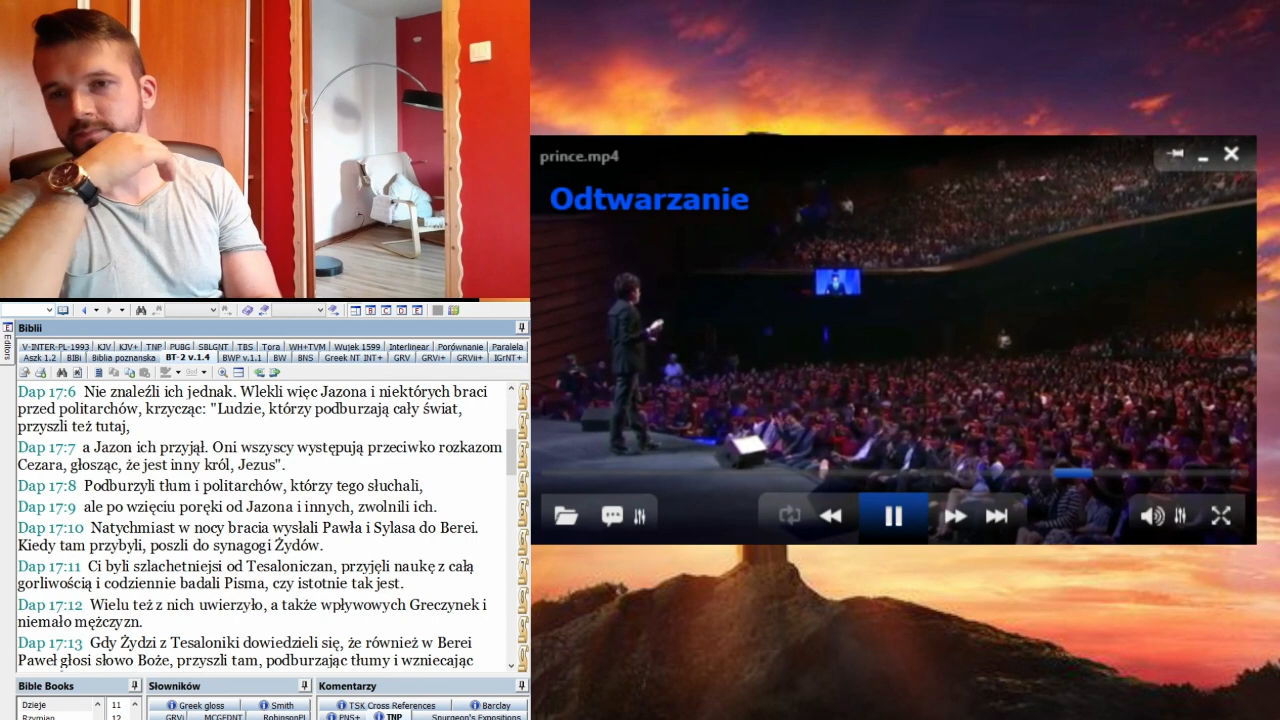 prince.mp4
Odtwarzanie
Editors
Biblii
V-INTER-PL-1993 KJV KJV+ TNP PUBG SBLGNT TBS Tora WH+TVM Wujek 1599 Interlinear Porównanie Paralela
Aszk 1.2 BIBi Biblia poznanska BT-2 v.1.4 BWP v.1.1 BW BNS Greek NT INT+ GRV GRVi+ GRVii+ IGrNT+
Dap 17:6 Nie znaleźli ich jednak. Wlekli więc Jazona i niektórych braci
przed politarchów, krzycząc: "Ludzie, którzy podburzają cały świat,
przyszli też tutaj,
Dap 17:7 a Jazon ich przyjął. Oni wszyscy występują przeciwko rozkazom
Cezara, głosząc, że jest inny król, Jezus".
Dap 17:8 Podburzyli tłum i politarchów, którzy tego słuchali,
Dap 17:9 ale po wzięciu poręki od Jazona i innych, zwolnili ich.
Dap 17:10 Natychmiast w nocy bracia wysłali Pawła i Sylasa do Berei.
Kiedy tam przybyli, poszli do synagogi Żydów.
Dap 17:11 Ci byli szlachetniejsi od Tesaloniczan, przyjęli naukę z całą
gorliwością i codziennie badali Pisma, czy istotnie tak jest.
Dap 17:12 Wielu też z nich uwierzyło, a także wpływowych Greczynek i
niemało mężczyzn.
Dap 17:13 Gdy Żydzi z Tesaloniki dowiedzieli się, że również w Berei
Paweł głosi słowo Boże, przyszli tam, podburzając tłumy i wzniecając
Bible Books
Dzieje 11
Rzymian 12
Słowników
Greek gloss Smith
GRVi MCGEDNT RobinsonPl
Komentarzy
TSK Cross References Barclay
PNS+ TNP Spurgeon's Expositions